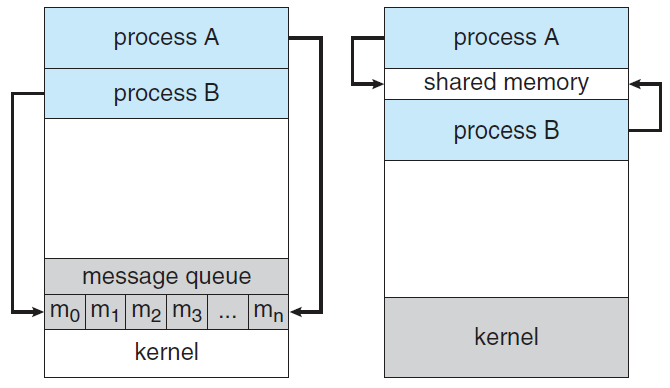 process A
process B
message queue
m₀ m₁ m₂ m₃ ... mₙ
kernel
process A
shared memory
process B
kernel